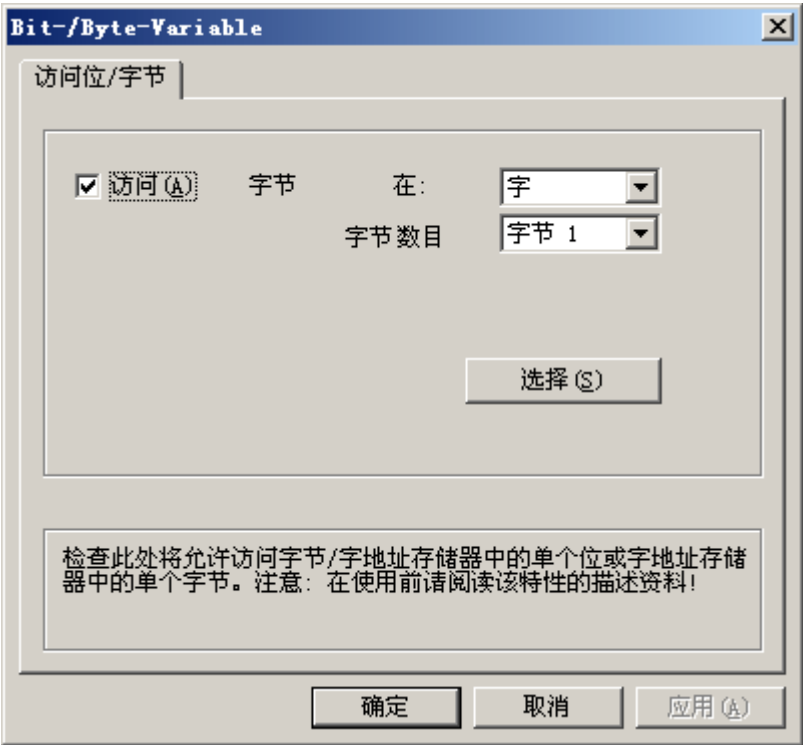 Bit-/Byte-Variable
访问位/字节
访问(A) 字节 在: 字
字节数目 字节 1
选择(S)
检查此处将允许访问字节/字地址存储器中的单个位或字地址存储
器中的单个字节。注意: 在使用前请阅读该特性的描述资料!
确定 取消 应用(A)